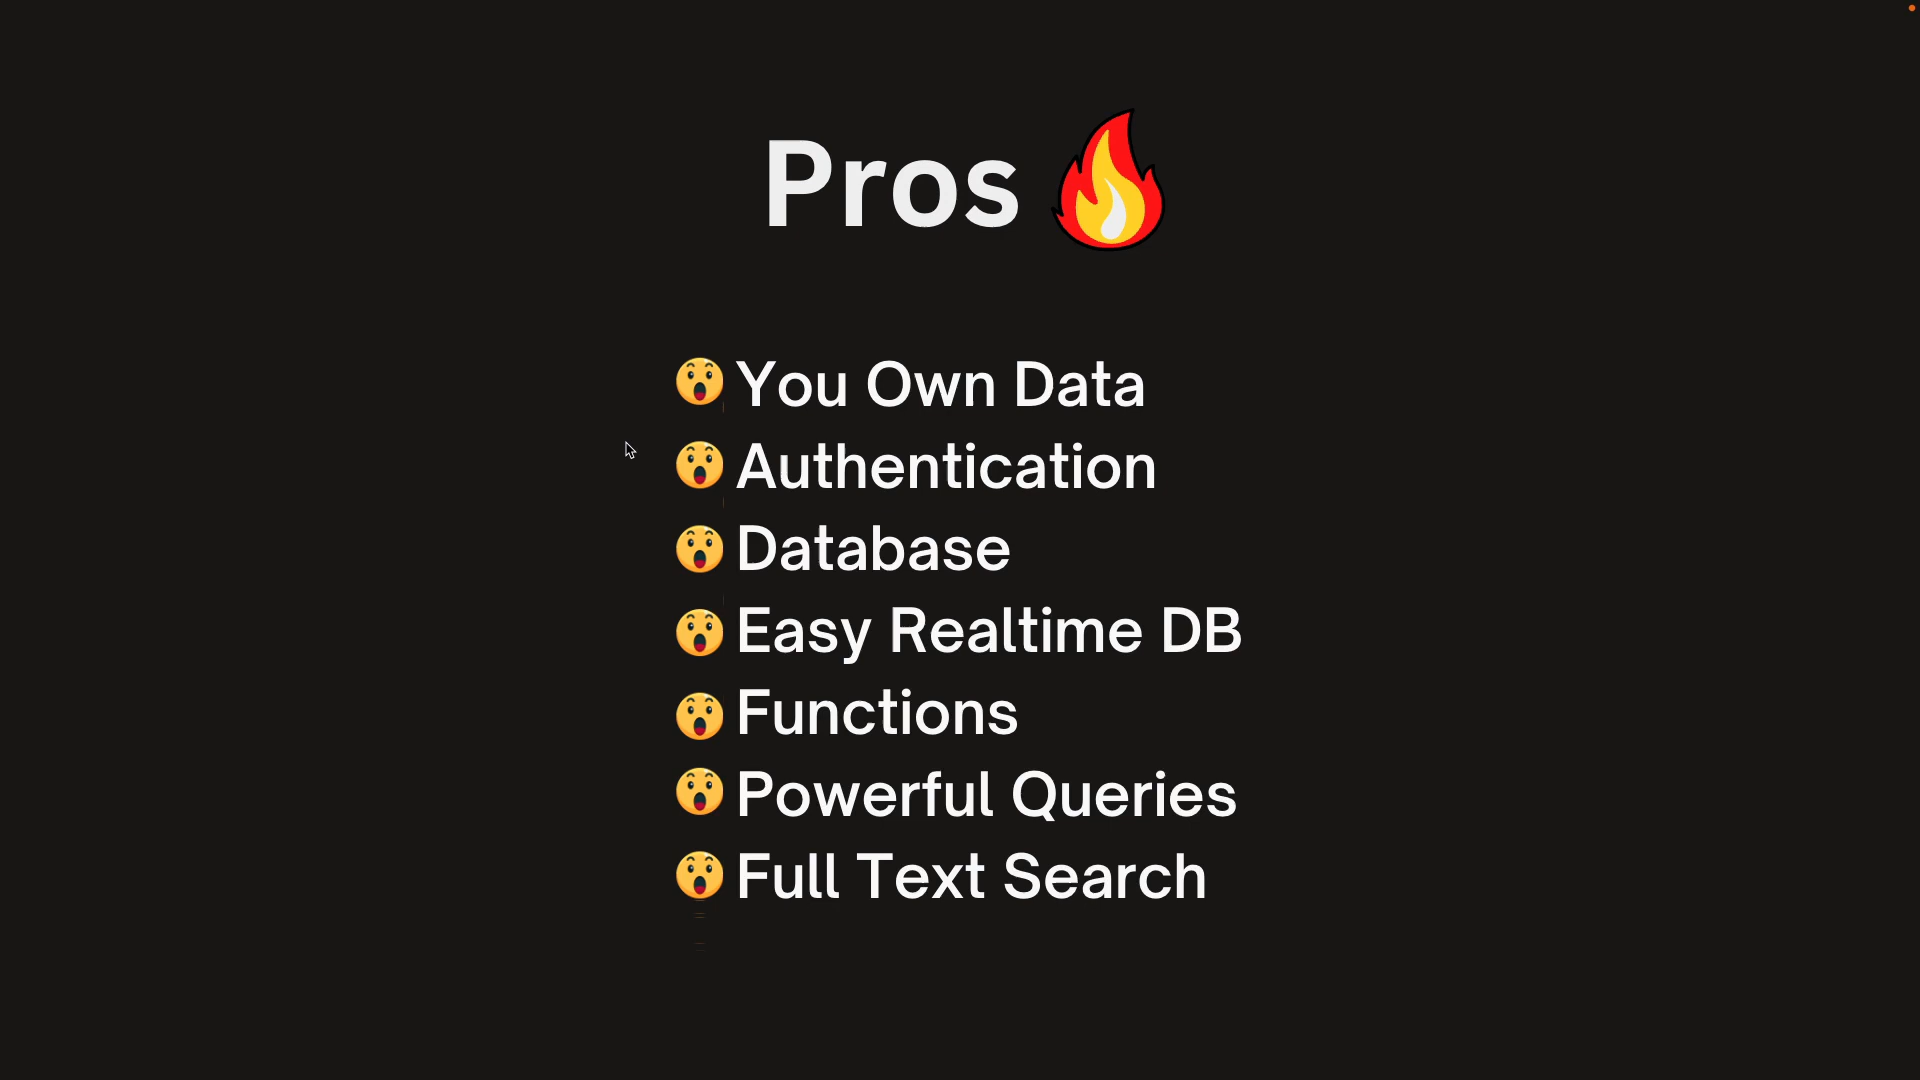 Pros 🔥
😲 You Own Data
😲 Authentication
😲 Database
😲 Easy Realtime DB
😲 Functions
😲 Powerful Queries
😲 Full Text Search